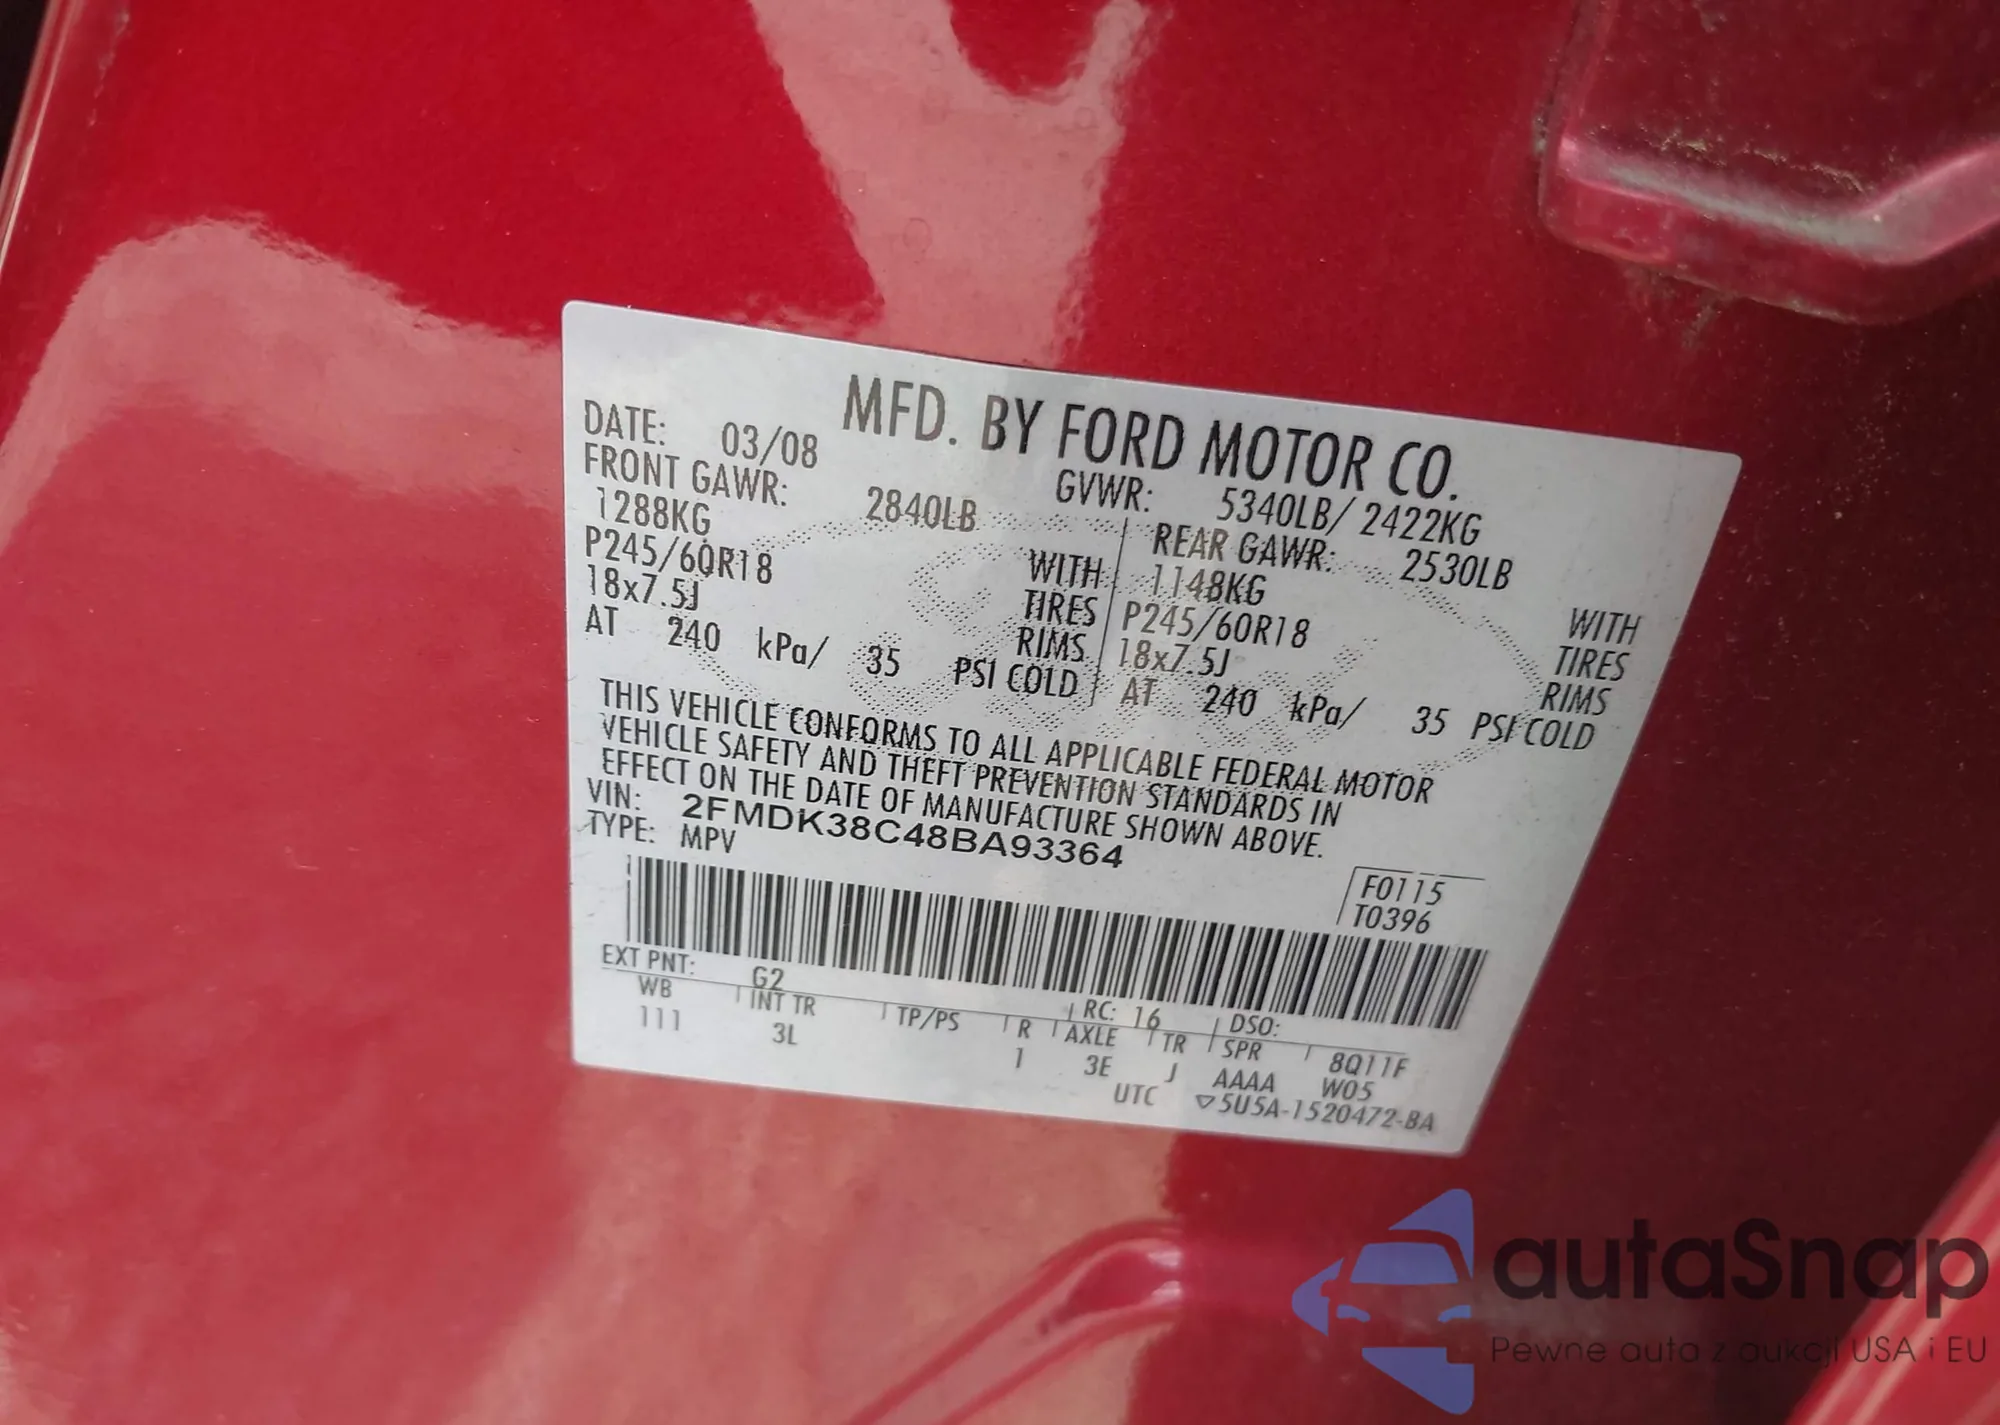 MFD. BY FORD MOTOR CO.
DATE: 03/08 GVWR: 5340LB/ 2422KG
FRONT GAWR: 2840LB REAR GAWR: 2530LB
1288KG WITH 1148KG WITH
P245/60R18 TIRES P245/60R18 TIRES
18x7.5J RIMS 18x7.5J RIMS
AT 240 kPa/ 35 PSI COLD AT 240 kPa/ 35 PSI COLD
THIS VEHICLE CONFORMS TO ALL APPLICABLE FEDERAL MOTOR
VEHICLE SAFETY AND THEFT PREVENTION STANDARDS IN
EFFECT ON THE DATE OF MANUFACTURE SHOWN ABOVE.
VIN: 2FMDK38C48BA93364
TYPE: MPV
F0115
T0396
EXT PNT: G2 RC: 16 DSO:
WB INT TR TP/PS R AXLE TR SPR 8Q11F
111 3L 1 3E J AAAA W05
UTC ▽5U5A-1520472-BA
autaSnap
Pewne auta z aukcji USA i EU